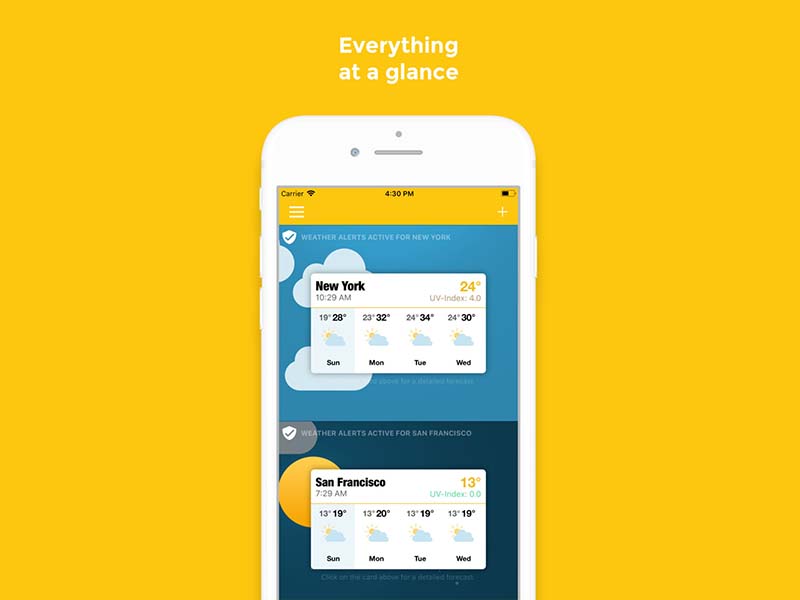 Everything
at a glance
Carrier 4:30 PM
WEATHER ALERTS ACTIVE FOR NEW YORK
New York 24°
10:29 AM UV-Index: 4.0
19° 28° 23° 32° 24° 34° 24° 30°
Sun Mon Tue Wed
card above for a detailed forecast
WEATHER ALERTS ACTIVE FOR SAN FRANCISCO
San Francisco 13°
7:29 AM UV-Index: 0.0
13° 19° 13° 20° 13° 19° 13° 19°
Sun Mon Tue Wed
Click on the card above for a detailed forecast